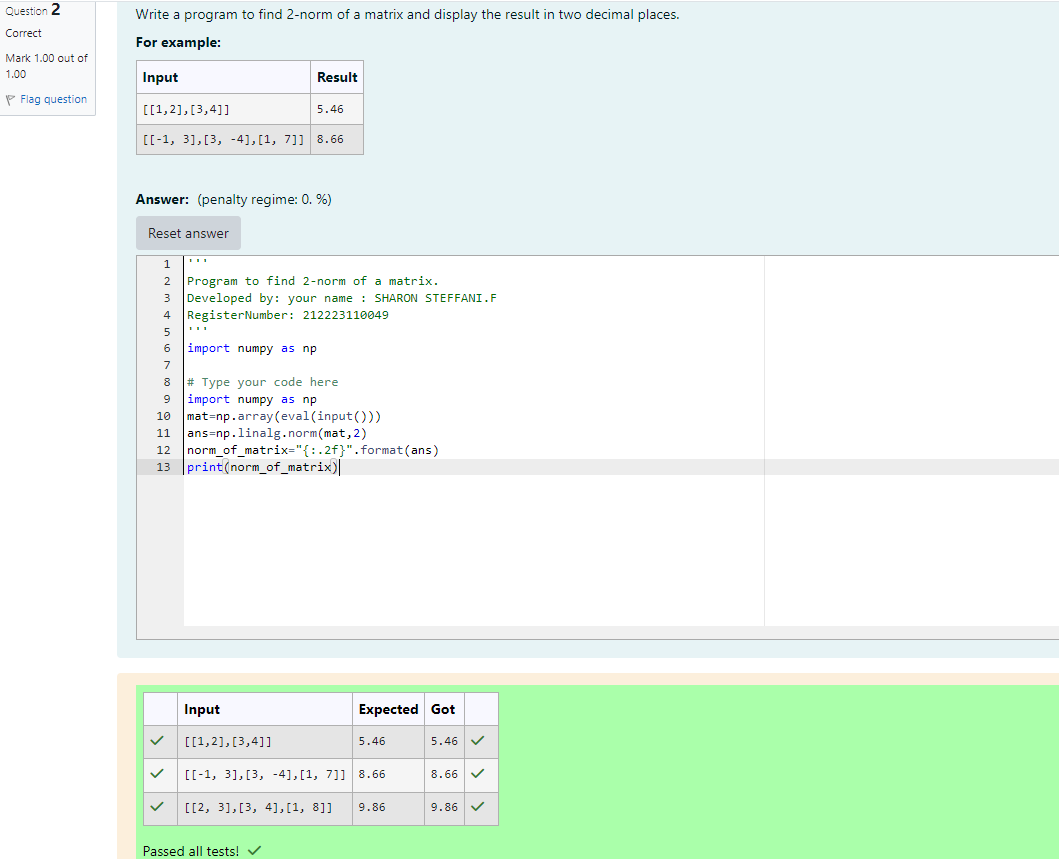 Question 2
Correct
Mark 1.00 out of
1.00
Flag question
Write a program to find 2-norm of a matrix and display the result in two decimal places.
For example:
Input Result
[[1,2],[3,4]] 5.46
[[-1, 3],[3, -4],[1, 7]] 8.66
Answer: (penalty regime: 0. %)
Reset answer
1 '''
2 Program to find 2-norm of a matrix.
3 Developed by: your name : SHARON STEFFANI.F
4 RegisterNumber: 212223110049
5 '''
6 import numpy as np
7
8 # Type your code here
9 import numpy as np
10 mat=np.array(eval(input()))
11 ans=np.linalg.norm(mat,2)
12 norm_of_matrix="{:.2f}".format(ans)
13 print(norm_of_matrix)
Input Expected Got
[[1,2],[3,4]] 5.46 5.46
[[-1, 3],[3, -4],[1, 7]] 8.66 8.66
[[2, 3],[3, 4],[1, 8]] 9.86 9.86
Passed all tests!